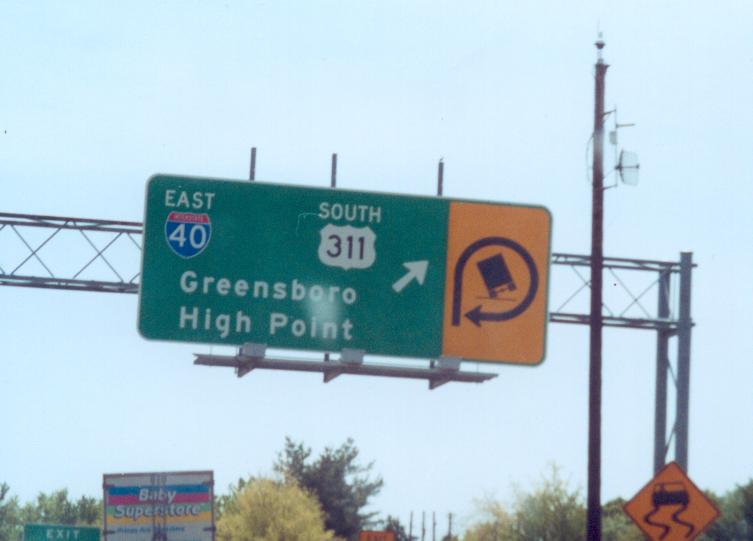 EAST
INTERSTATE
40
SOUTH
311
Greensboro
High Point
Baby
Superstore
EXIT